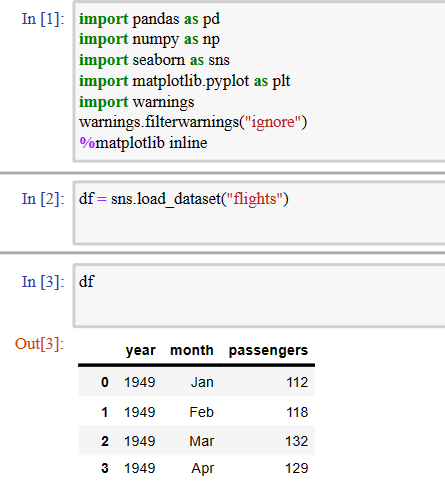 In [1]: import pandas as pd
import numpy as np
import seaborn as sns
import matplotlib.pyplot as plt
import warnings
warnings.filterwarnings("ignore")
%matplotlib inline
In [2]: df = sns.load_dataset("flights")
In [3]: df
Out[3]:
year month passengers
0 1949 Jan 112
1 1949 Feb 118
2 1949 Mar 132
3 1949 Apr 129